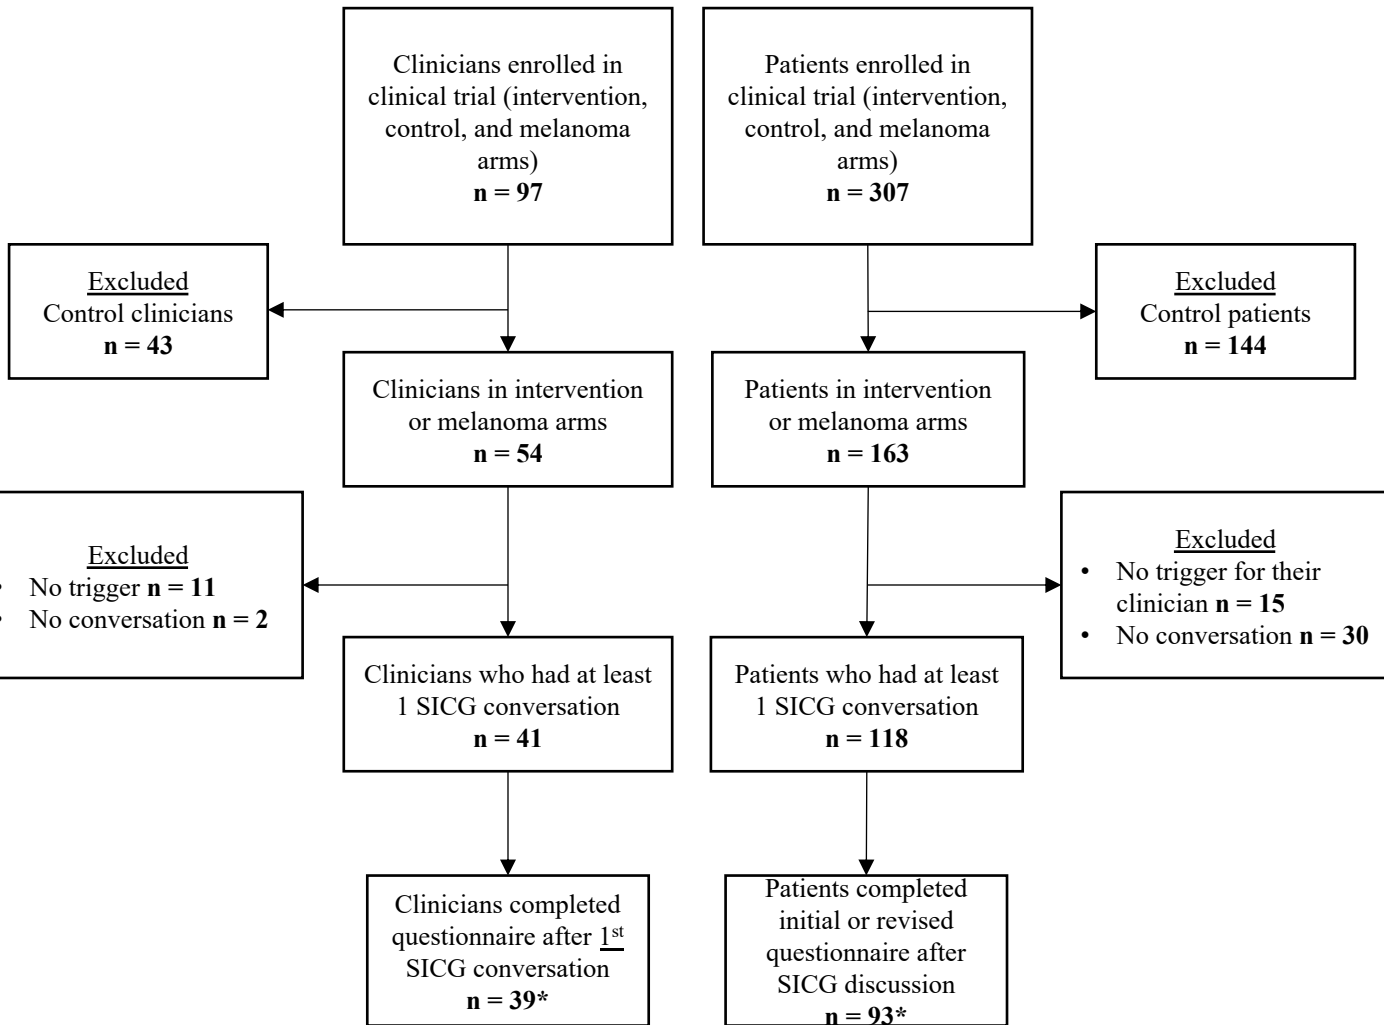 Clinicians enrolled in
clinical trial (intervention,
control, and melanoma
arms)
n = 97
Patients enrolled in
clinical trial (intervention,
control, and melanoma
arms)
n = 307
Excluded
Control clinicians
n = 43
Excluded
Control patients
n = 144
Clinicians in intervention
or melanoma arms
n = 54
Patients in intervention
or melanoma arms
n = 163
Excluded
• No trigger n = 11
• No conversation n = 2
Excluded
• No trigger for their
clinician n = 15
• No conversation n = 30
Clinicians who had at least
1 SICG conversation
n = 41
Patients who had at least
1 SICG conversation
n = 118
Clinicians completed
questionnaire after 1st
SICG conversation
n = 39*
Patients completed
initial or revised
questionnaire after
SICG discussion
n = 93*